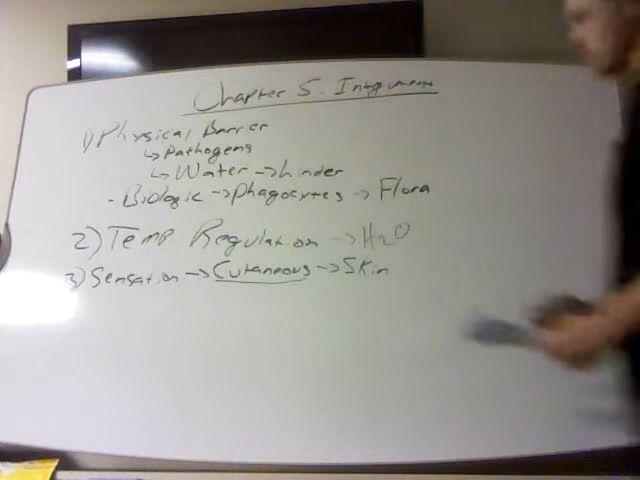 Chapter 5: Integument
1) Physical Barrier
↳ Pathogens
↳ Water → hinder
- Biologic → Phagocytes → Flora
2) Temp Regulation → H2O
3) Sensation → Cutaneous → Skin